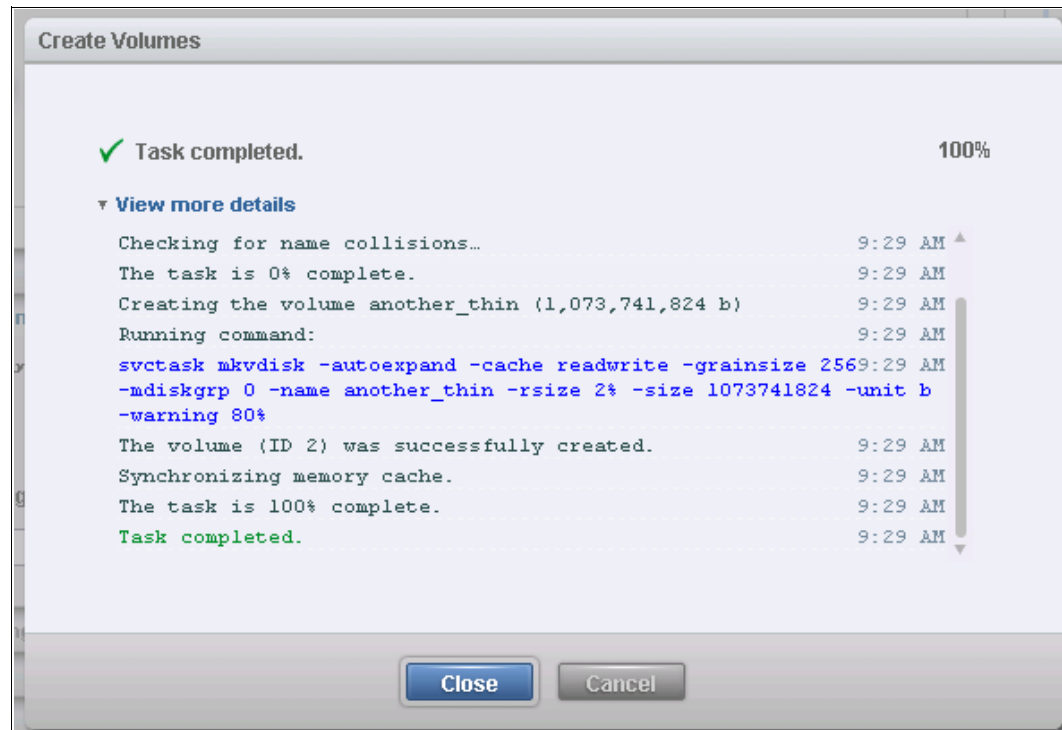 Create Volumes
Task completed. 100%
View more details
Checking for name collisions… 9:29 AM
The task is 0% complete. 9:29 AM
Creating the volume another_thin (1,073,741,824 b) 9:29 AM
Running command: 9:29 AM
svctask mkvdisk -autoexpand -cache readwrite -grainsize 256 9:29 AM
-mdiskgrp 0 -name another_thin -rsize 2% -size 1073741824 -unit b
-warning 80%
The volume (ID 2) was successfully created. 9:29 AM
Synchronizing memory cache. 9:29 AM
The task is 100% complete. 9:29 AM
Task completed. 9:29 AM
Close Cancel